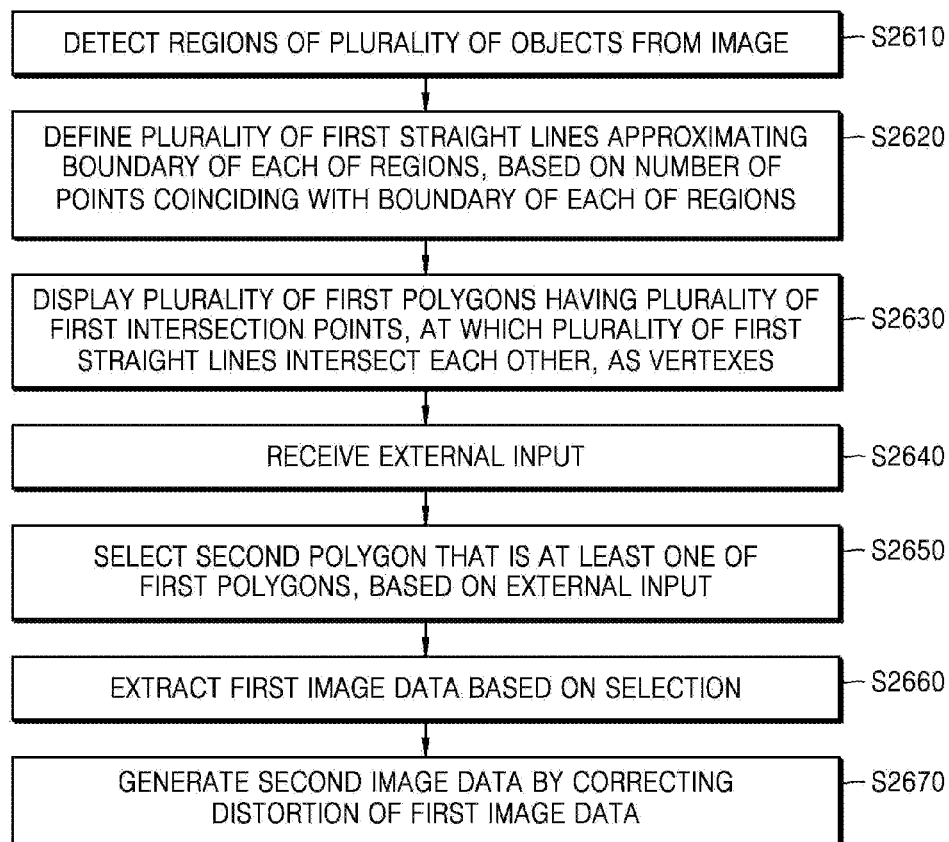 DETECT REGIONS OF PLURALITY OF OBJECTS FROM IMAGE
S2610
DEFINE PLURALITY OF FIRST STRAIGHT LINES APPROXIMATING
BOUNDARY OF EACH OF REGIONS, BASED ON NUMBER OF
POINTS COINCIDING WITH BOUNDARY OF EACH OF REGIONS
S2620
DISPLAY PLURALITY OF FIRST POLYGONS HAVING PLURALITY OF
FIRST INTERSECTION POINTS, AT WHICH PLURALITY OF FIRST
STRAIGHT LINES INTERSECT EACH OTHER, AS VERTEXES
S2630
RECEIVE EXTERNAL INPUT
S2640
SELECT SECOND POLYGON THAT IS AT LEAST ONE OF
FIRST POLYGONS, BASED ON EXTERNAL INPUT
S2650
EXTRACT FIRST IMAGE DATA BASED ON SELECTION
S2660
GENERATE SECOND IMAGE DATA BY CORRECTING
DISTORTION OF FIRST IMAGE DATA
S2670